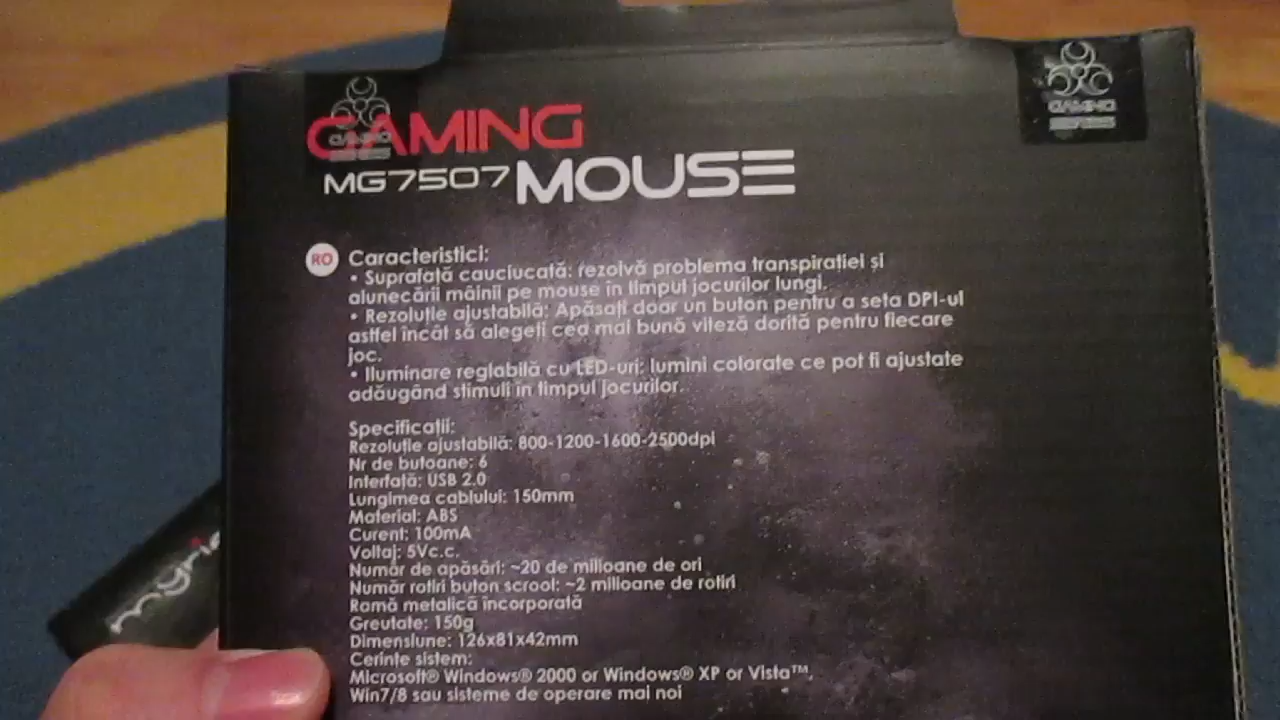 GAMING
GAMING
SERIES
GAMING
SERIES
MG7507 MOUSE
RO Caracteristici:
• Suprafață cauciucată: rezolvă problema transpirației și
alunecării mâinii pe mouse în timpul jocurilor lungi.
• Rezoluție ajustabilă: Apăsați doar un buton pentru a seta DPI-ul
astfel încât să alegeți cea mai bună viteză dorită pentru fiecare
joc.
• Iluminare reglabilă cu LED-uri: lumini colorate ce pot fi ajustate
adăugând stimuli în timpul jocurilor.
Specificații:
Rezoluție ajustabilă: 800-1200-1600-2500dpi
Nr de butoane: 6
Interfață: USB 2.0
Lungimea cablului: 150mm
Material: ABS
Curent: 100mA
Voltaj: 5Vc.c.
Număr de apăsări: ~20 de milioane de ori
Număr rotiri buton scrool: ~2 milioane de rotiri
Ramă metalică încorporată
Greutate: 150g
Dimensiune: 126x81x42mm
Cerințe sistem:
Microsoft® Windows® 2000 or Windows® XP or Vista™,
Win7/8 sau sisteme de operare mai noi